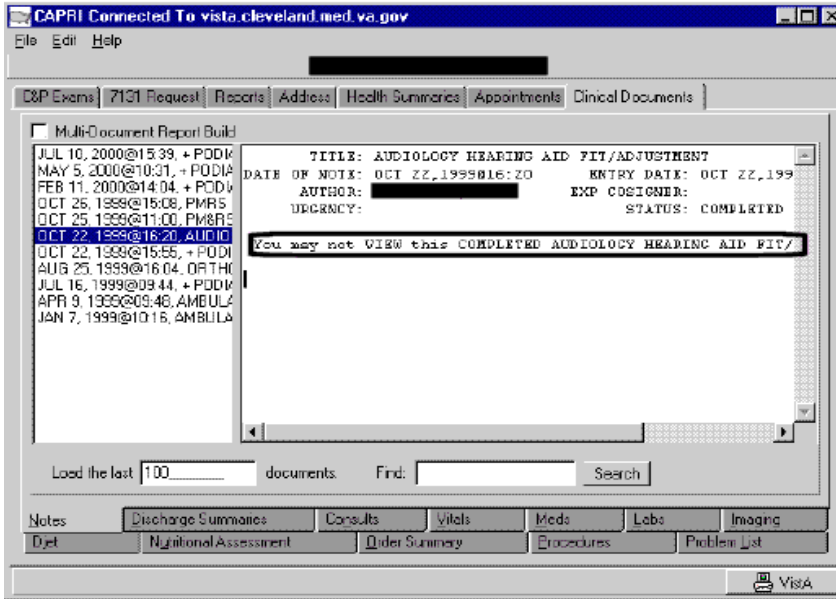 CAPRI Connected To vista.cleveland.med.va.gov
File Edit Help
C&P Exams 7131 Request Reports Address Health Summaries Appointments Clinical Documents
Multi-Document Report Build
JUL 10, 2000@15:39, + PODIA
MAY 5, 2000@10:31, + PODIA
FEB 11, 2000@14:04, + PODIA
OCT 26, 1999@15:08, PMRS
OCT 25, 1999@11:00, PM&RS
OCT 22, 1999@16:20, AUDIO
OCT 22, 1999@15:55, + PODI
AUG 25, 1999@16:04, ORTHO
JUL 16, 1999@09:44, + PODIA
APR 9, 1999@09:48, AMBULA
JAN 7, 1999@10:16, AMBULA
TITLE: AUDIOLOGY HEARING AID FIT/ADJUSTMENT
DATE OF NOTE: OCT 22,1999@16:20 ENTRY DATE: OCT 22,199
AUTHOR: EXP COSIGNER:
URGENCY: STATUS: COMPLETED
You may not VIEW this COMPLETED AUDIOLOGY HEARING AID FIT/
Load the last 100 documents. Find: Search
Notes Discharge Summaries Consults Vitals Meds Labs Imaging
Diet Nutritional Assessment Order Summary Procedures Problem List
VistA